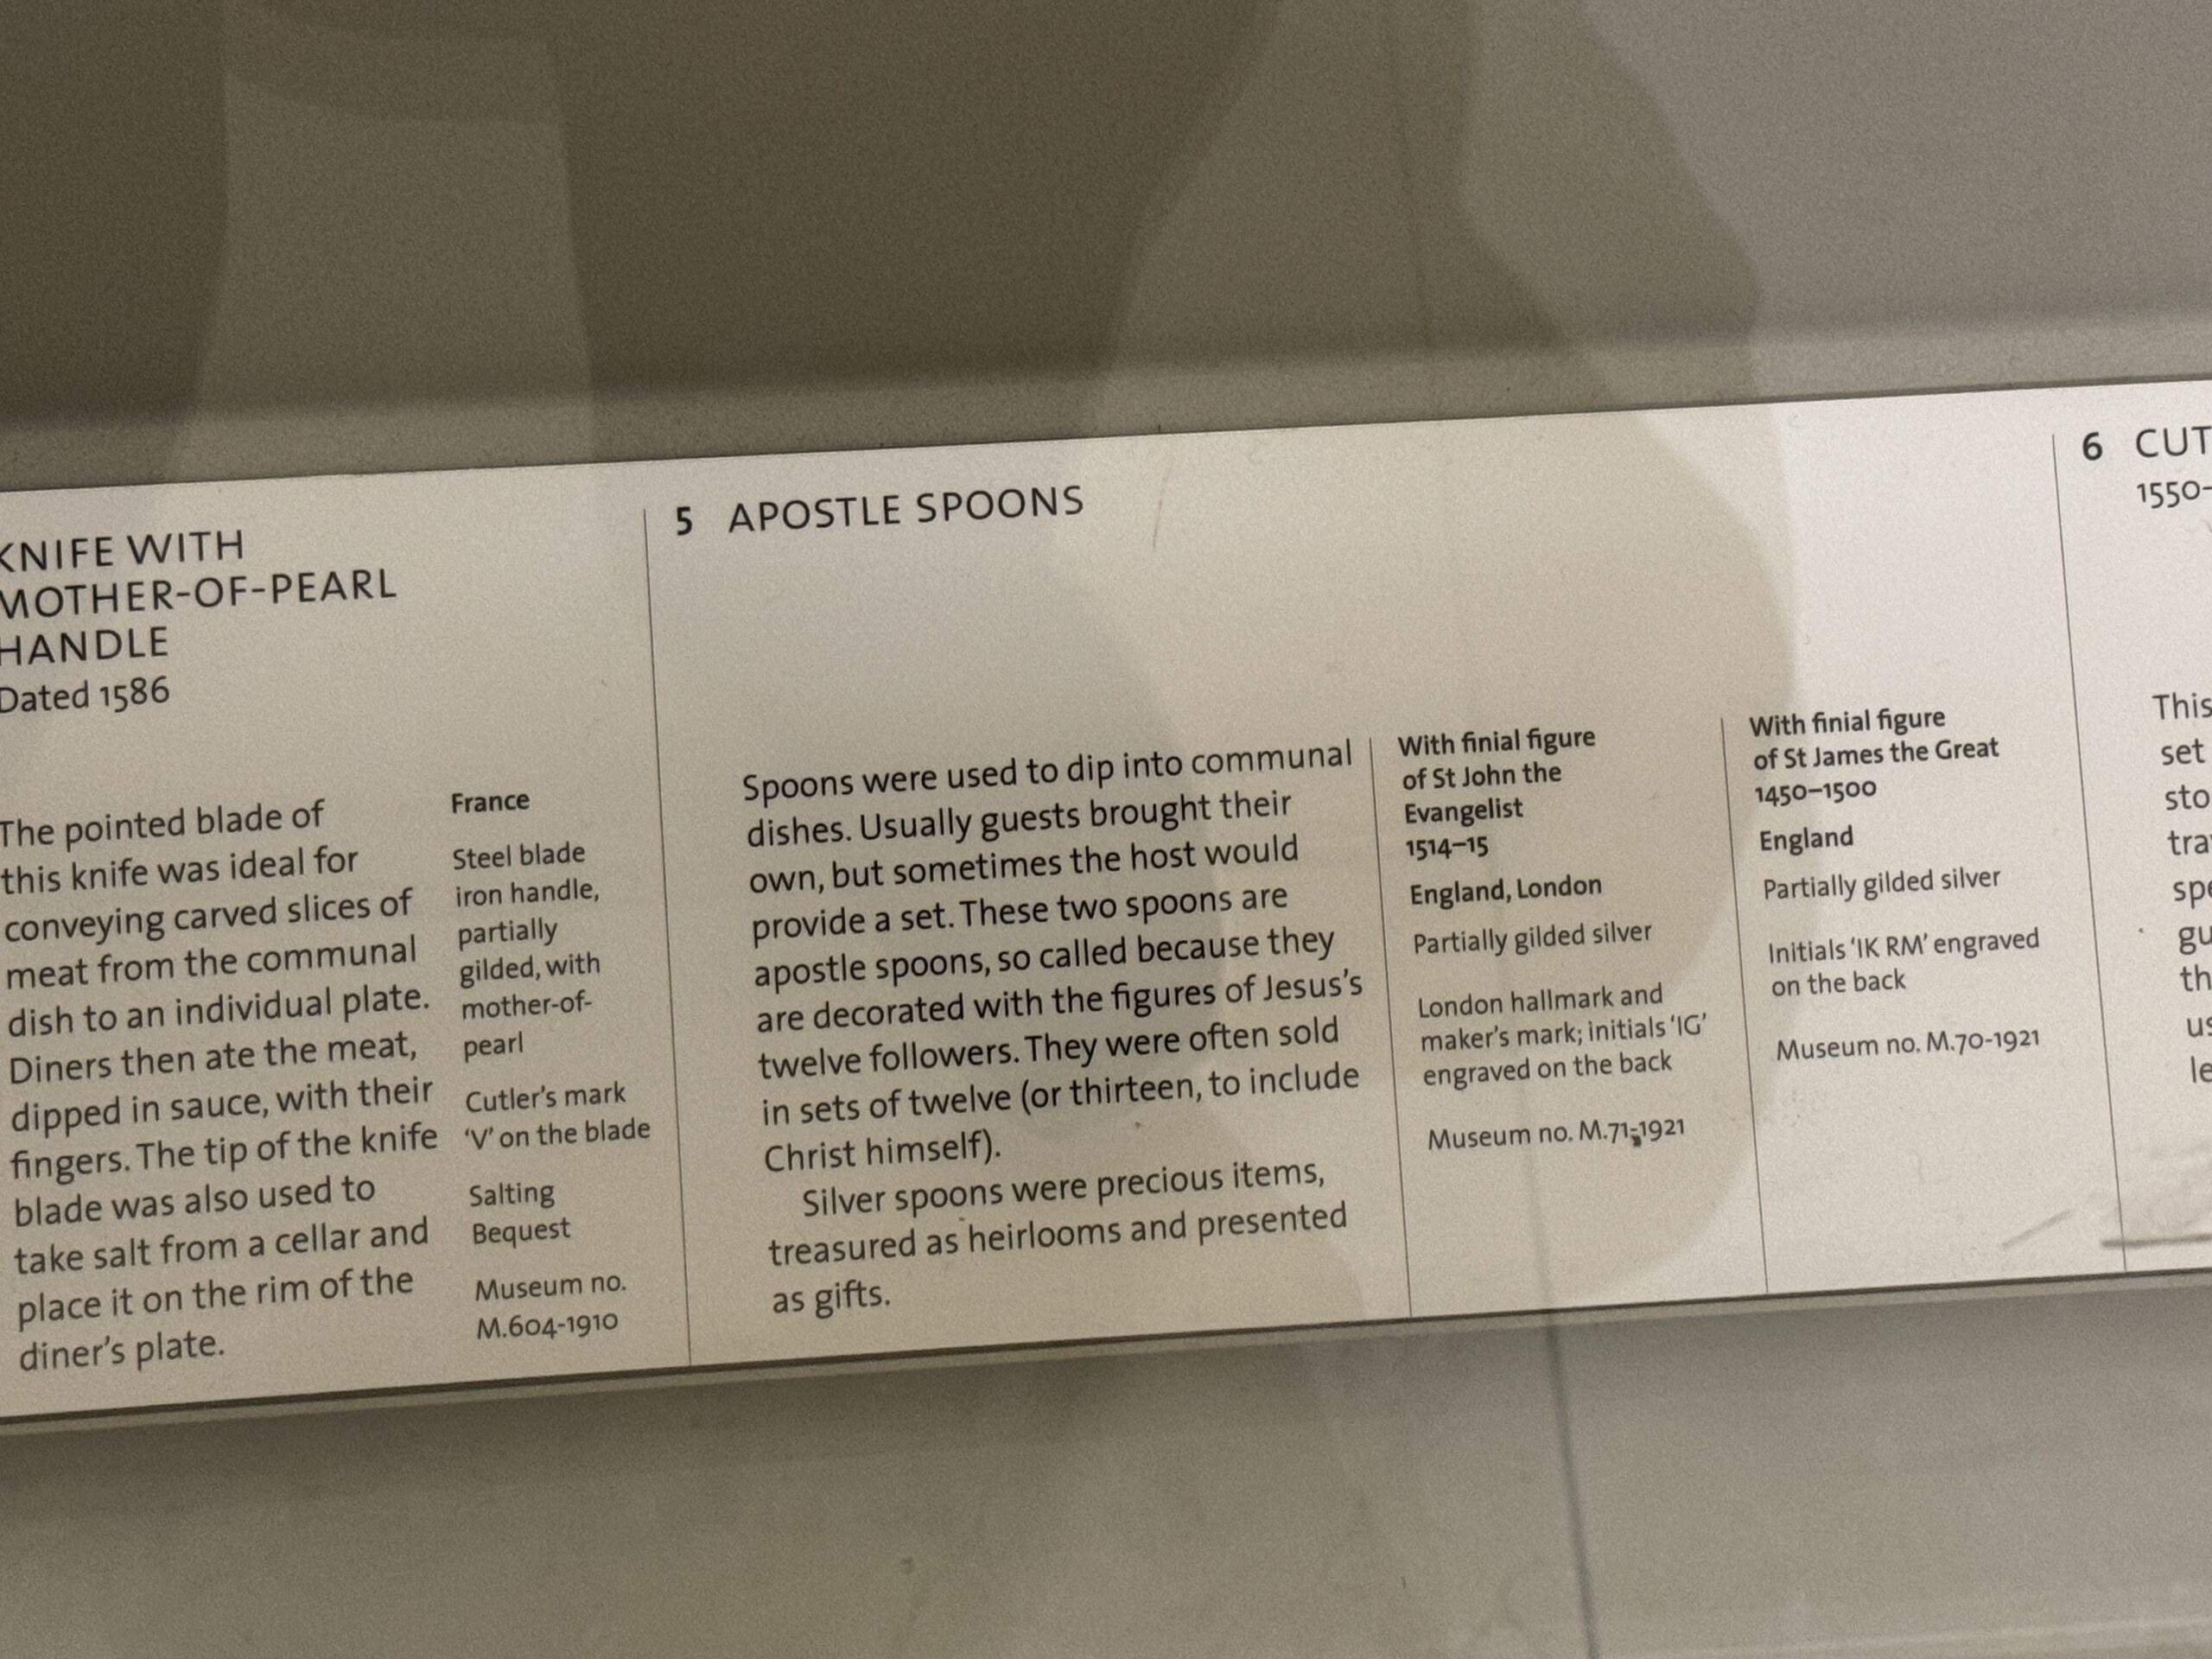 KNIFE WITH
MOTHER-OF-PEARL
HANDLE
Dated 1586
The pointed blade of
this knife was ideal for
conveying carved slices of
meat from the communal
dish to an individual plate.
Diners then ate the meat,
dipped in sauce, with their
fingers. The tip of the knife
blade was also used to
take salt from a cellar and
place it on the rim of the
diner's plate.
France
Steel blade
iron handle,
partially
gilded, with
mother-of-
pearl
Cutler's mark
‘V’ on the blade
Salting
Bequest
Museum no.
M.604-1910
5 APOSTLE SPOONS
Spoons were used to dip into communal
dishes. Usually guests brought their
own, but sometimes the host would
provide a set. These two spoons are
apostle spoons, so called because they
are decorated with the figures of Jesus's
twelve followers. They were often sold
in sets of twelve (or thirteen, to include
Christ himself).
Silver spoons were precious items,
treasured as heirlooms and presented
as gifts.
With finial figure
of St John the
Evangelist
1514–15
England, London
Partially gilded silver
London hallmark and
maker's mark; initials ‘IG’
engraved on the back
Museum no. M.71-1921
With finial figure
of St James the Great
1450–1500
England
Partially gilded silver
Initials ‘IK RM’ engraved
on the back
Museum no. M.70-1921
6 CUT
1550-
This
set
sto
tra
spe
gu
th
us
le